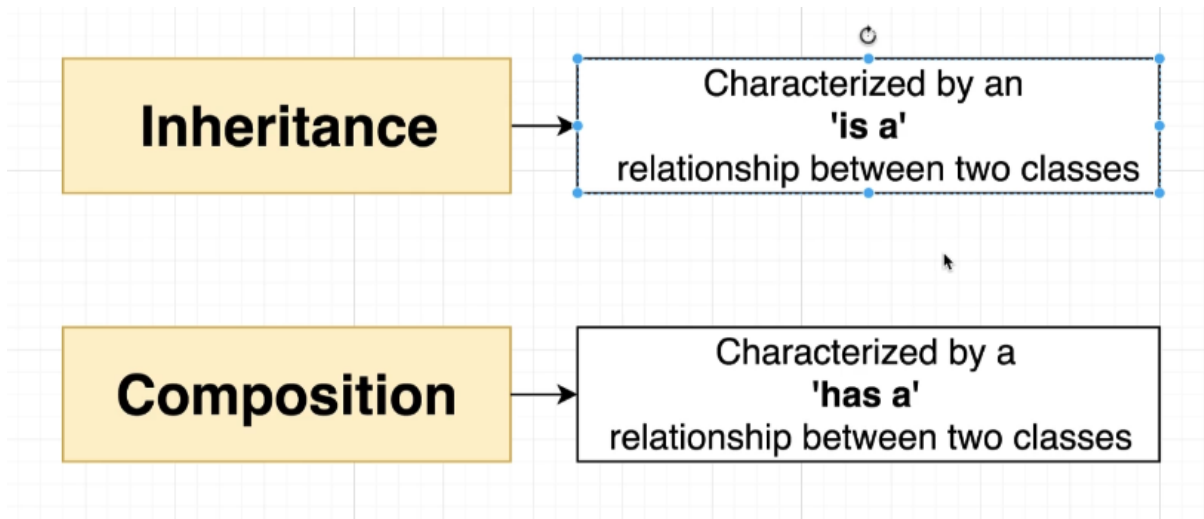 Inheritance
Characterized by an
'is a'
relationship between two classes
Composition
Characterized by a
'has a'
relationship between two classes